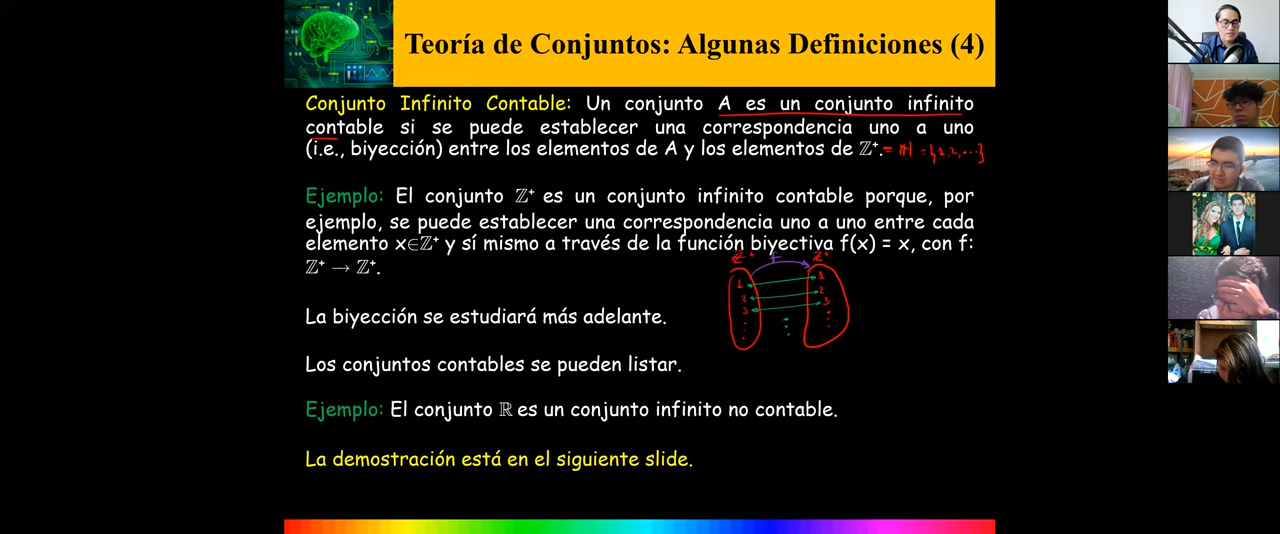 Teoría de Conjuntos: Algunas Definiciones (4)
Conjunto Infinito Contable: Un conjunto A es un conjunto infinito
contable si se puede establecer una correspondencia uno a uno
(i.e., biyección) entre los elementos de A y los elementos de ℤ⁺. = ℕ = {1,2,...}
Ejemplo: El conjunto ℤ⁺ es un conjunto infinito contable porque, por
ejemplo, se puede establecer una correspondencia uno a uno entre cada
elemento x∈ℤ⁺ y sí mismo a través de la función biyectiva f(x) = x, con f:
ℤ⁺ → ℤ⁺.
ℤ⁺ f ℤ⁺
1 1
2 2
3 3
La biyección se estudiará más adelante.
Los conjuntos contables se pueden listar.
Ejemplo: El conjunto ℝ es un conjunto infinito no contable.
La demostración está en el siguiente slide.